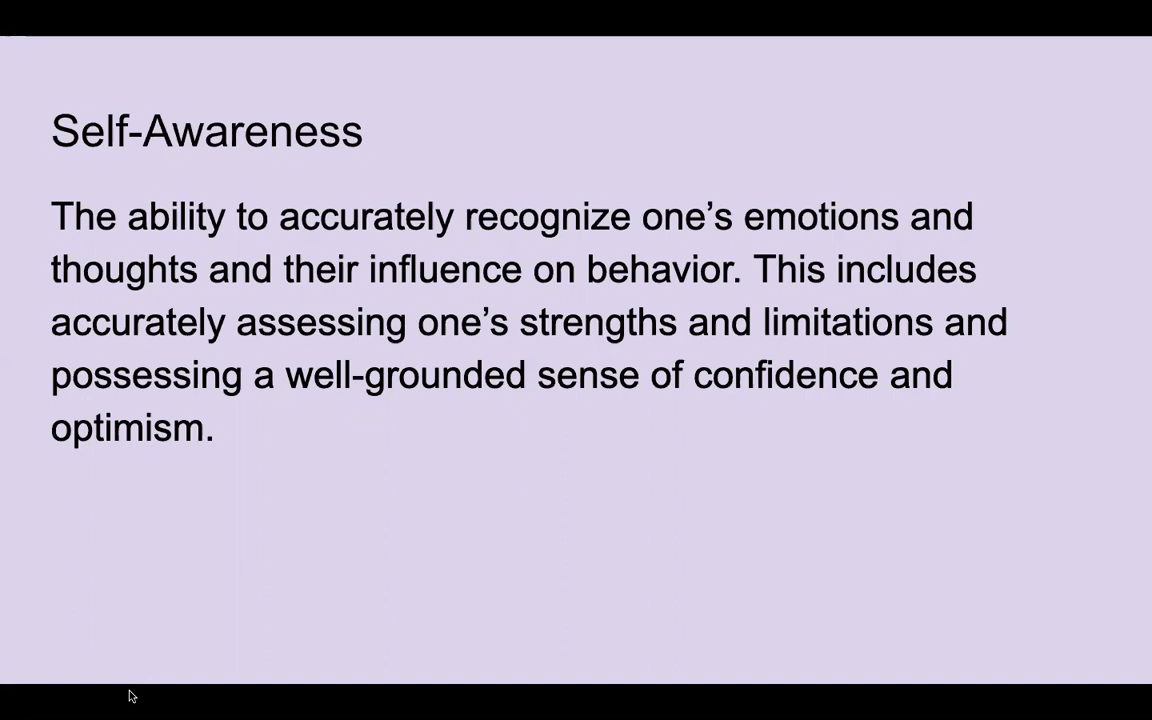 Self-Awareness
The ability to accurately recognize one’s emotions and
thoughts and their influence on behavior. This includes
accurately assessing one’s strengths and limitations and
possessing a well-grounded sense of confidence and
optimism.